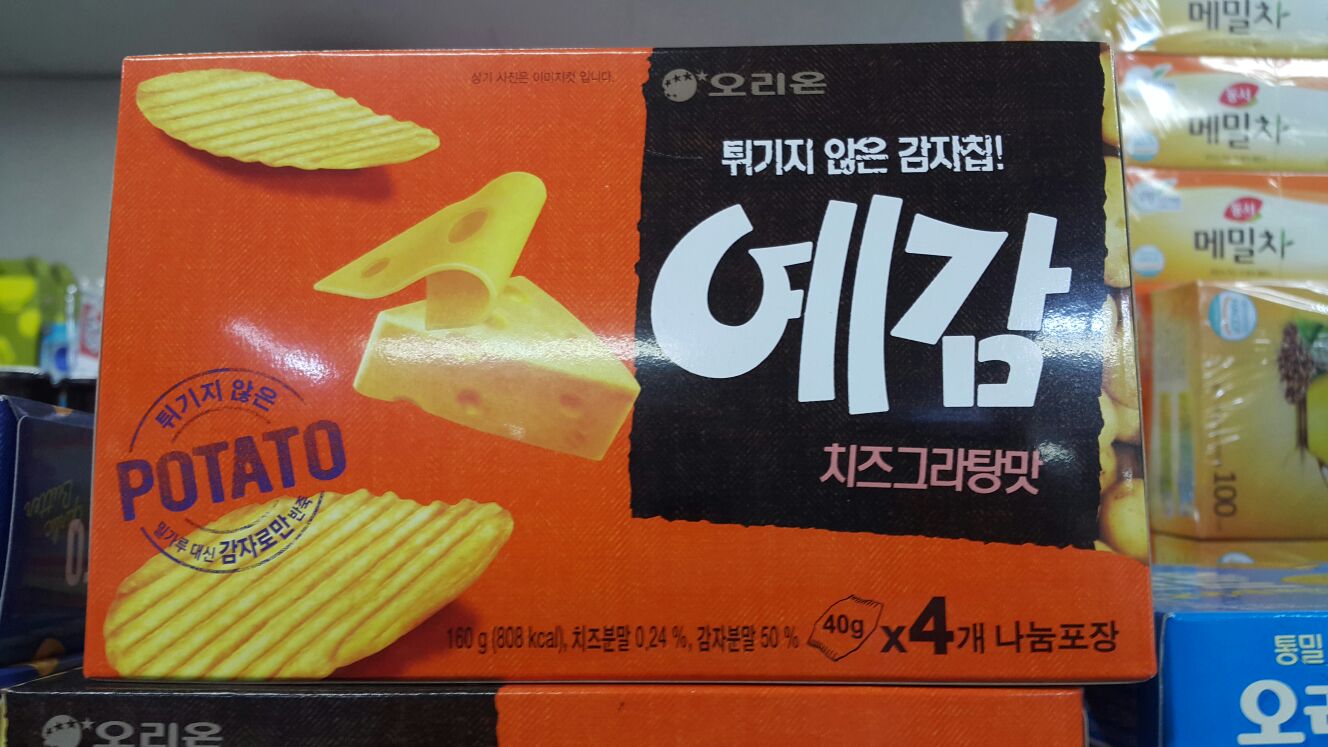 상기 사진은 이미지컷 입니다.
오리온
튀기지 않은 감자칩!
예감
치즈그라탕맛
튀기지 않은
POTATO
밀가루 대신 감자로만 반죽
160 g (808 kcal), 치즈분말 0.24 %, 감자분말 50 %
40g x4개 나눔포장
오리온
메밀차
동서
메밀차
동서
메밀차
100
통밀